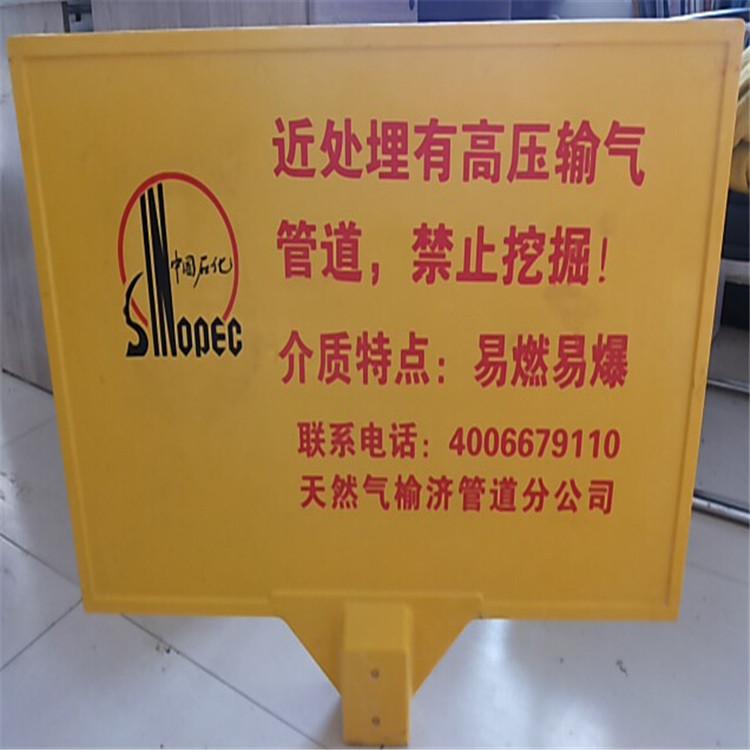 近处埋有高压输气
管道，禁止挖掘！
介质特点：易燃易爆
联系电话：4006679110
天然气榆济管道分公司
中国石化
SINOPEC